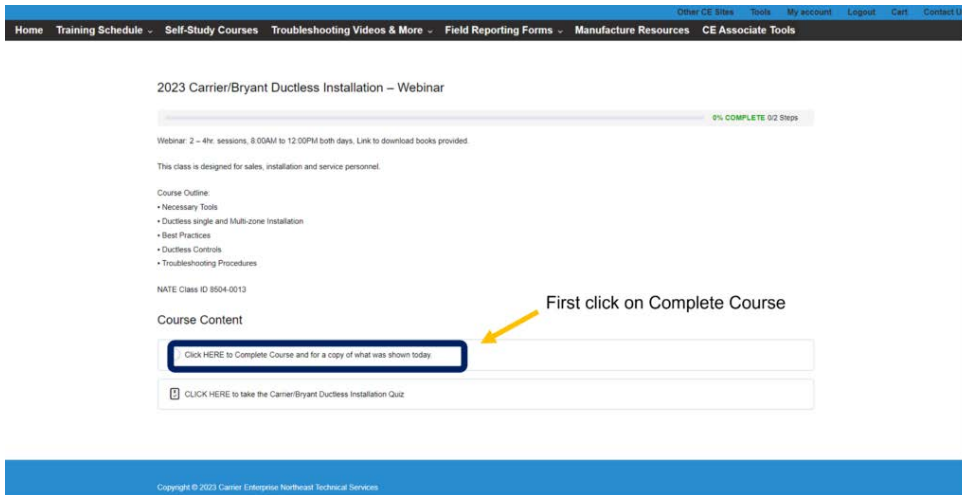 Other CE Sites Tools My account Logout Cart Contact U
Home Training Schedule Self-Study Courses Troubleshooting Videos & More Field Reporting Forms Manufacture Resources CE Associate Tools
2023 Carrier/Bryant Ductless Installation – Webinar
0% COMPLETE 0/2 Steps
Webinar: 2 – 4hr. sessions, 8:00AM to 12:00PM both days, Link to download books provided.
This class is designed for sales, installation and service personnel.
Course Outline:
• Necessary Tools
• Ductless single and Multi-zone Installation
• Best Practices
• Ductless Controls
• Troubleshooting Procedures
NATE Class ID 8504-0013
First click on Complete Course
Course Content
Click HERE to Complete Course and for a copy of what was shown today.
CLICK HERE to take the Carrier/Bryant Ductless Installation Quiz
Copyright © 2023 Carrier Enterprise Northeast Technical Services